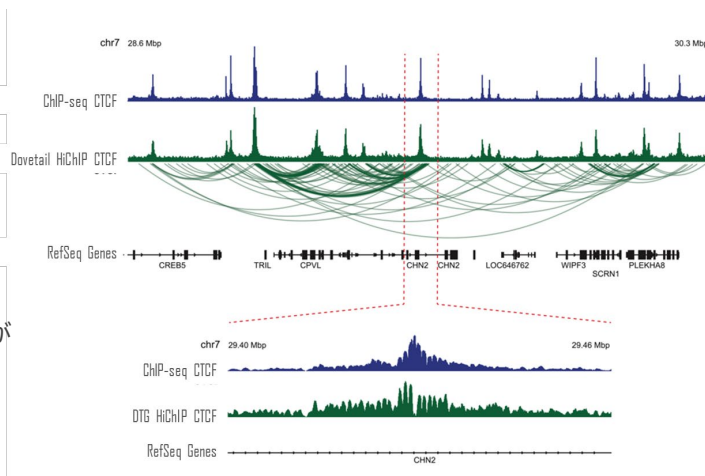 chr7 28.6 Mbp 30.3 Mbp
ChIP-seq CTCF
Dovetail HiChIP CTCF
RefSeq Genes
CREB5 TRIL CPVL CHN2 CHN2 LOC646762 WIPF3 PLEKHA8
SCRN1
が
chr7 29.40 Mbp 29.46 Mbp
ChIP-seq CTCF
DTG HiChIP CTCF
RefSeq Genes
CHN2